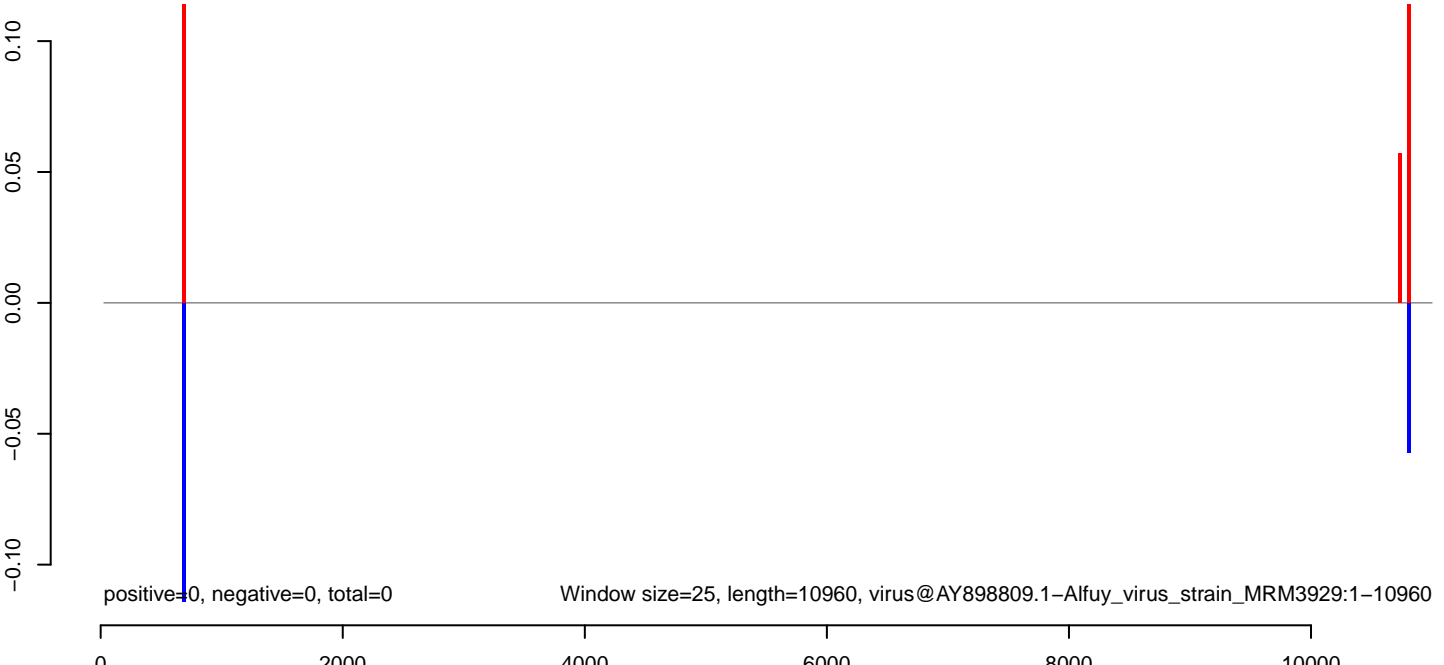 0.10
0.05
0.00
−0.05
−0.10
positive=0, negative=0, total=0
Window size=25, length=10960, virus@AY898809.1−Alfuy_virus_strain_MRM3929:1−10960
0 2000 4000 6000 8000 10000